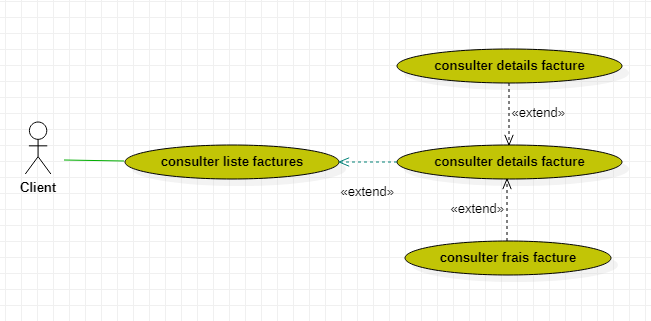 consulter details facture
«extend»
consulter liste factures
consulter details facture
Client
«extend»
«extend»
consulter frais facture